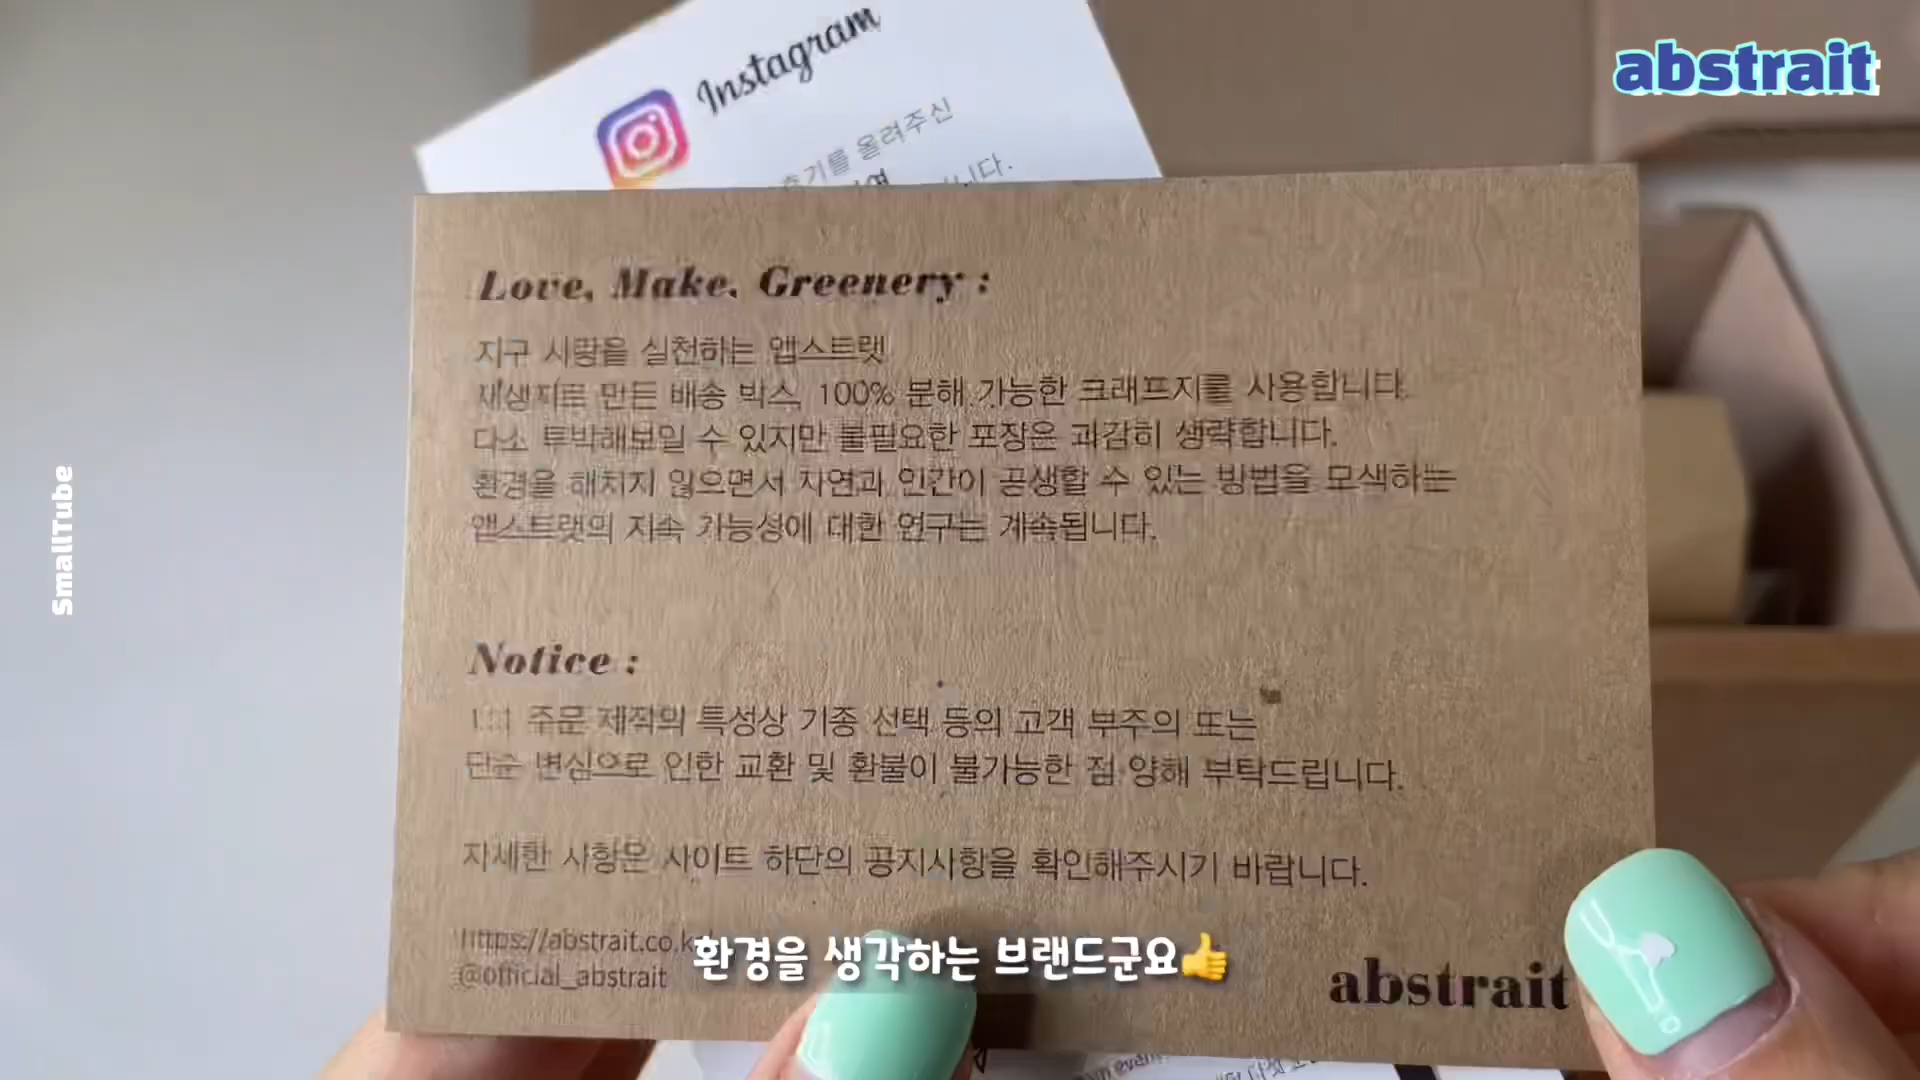 abstrait
Instagram
후기를 올려주신
니다.
SmallTube
Love, Make, Greenery :
지구 사랑을 실천하는 앱스트랫
재생지로 만든 배송 박스, 100% 분해 가능한 크래프지를 사용합니다.
다소 투박해보일 수 있지만 불필요한 포장은 과감히 생략합니다.
환경을 해치지 않으면서 자연과 인간이 공생할 수 있는 방법을 모색하는
앱스트랫의 지속 가능성에 대한 연구는 계속됩니다.
Notice :
1:1 주문 제작의 특성상 기종 선택 등의 고객 부주의 또는
단순 변심으로 인한 교환 및 환불이 불가능한 점 양해 부탁드립니다.
자세한 사항은 사이트 하단의 공지사항을 확인해주시기 바랍니다.
https://abstrait.co.k
@official_abstrait
환경을 생각하는 브랜드군요👍
abstrait